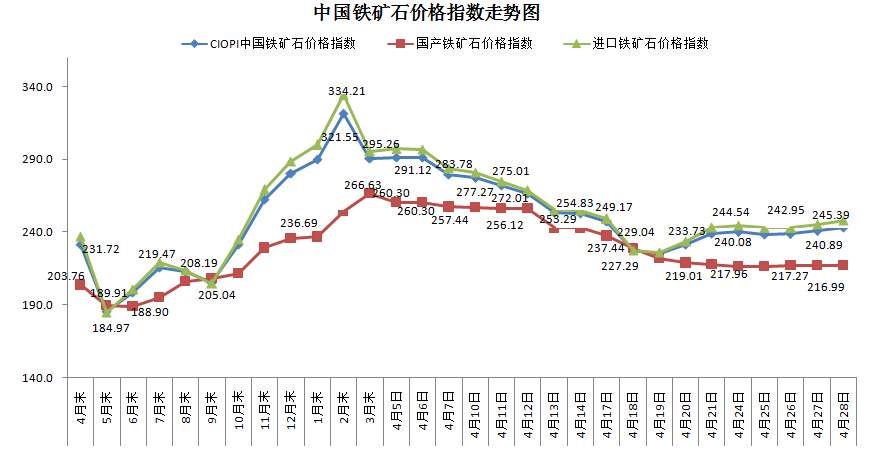 中国铁矿石价格指数走势图
CIOPI中国铁矿石价格指数 国产铁矿石价格指数 进口铁矿石价格指数
340.0
290.0
240.0
190.0
140.0
334.21
321.55
295.26
291.12
283.78
277.27
275.01
272.01
266.63
260.30
260.30
257.44
256.12
254.83
253.29
249.17
244.54
242.95
245.39
231.72
236.69
219.47
208.19
203.76
189.91
184.97
188.90
205.04
237.44
229.04
227.29
233.73
240.08
240.89
219.01
217.96
217.27
216.99
4月末
5月末
6月末
7月末
8月末
9月末
10月末
11月末
12月末
1月末
2月末
3月末
4月5日
4月6日
4月7日
4月10日
4月11日
4月12日
4月13日
4月14日
4月17日
4月18日
4月19日
4月20日
4月21日
4月24日
4月25日
4月26日
4月27日
4月28日